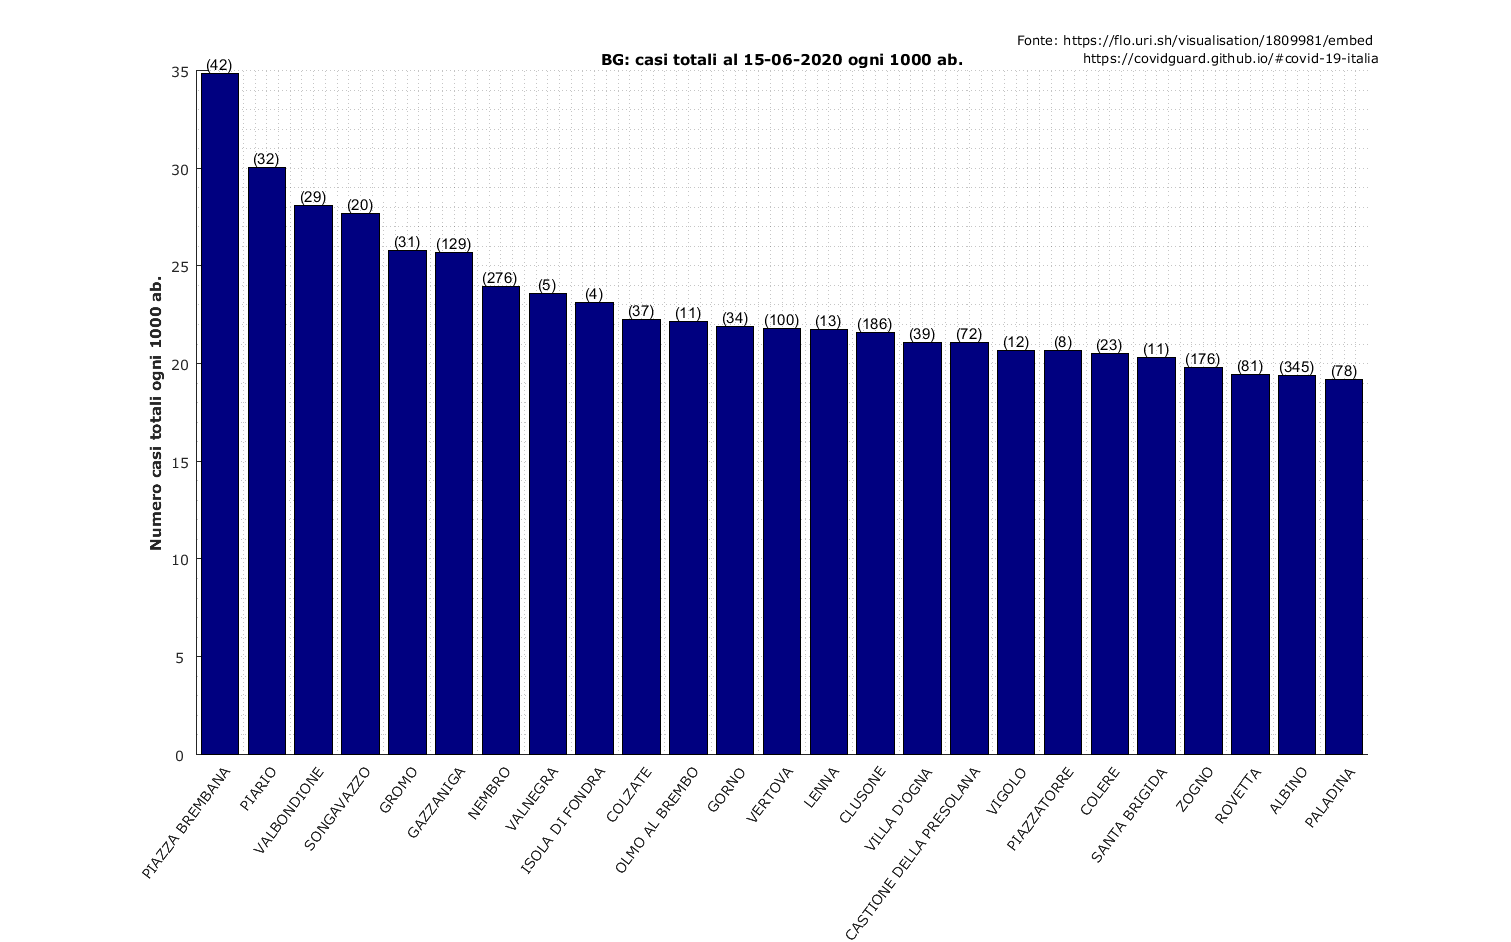 Fonte: https://flo.uri.sh/visualisation/1809981/embed
https://covidguard.github.io/#covid-19-italia
BG: casi totali al 15-06-2020 ogni 1000 ab.
Numero casi totali ogni 1000 ab.
35
30
25
20
15
10
5
0
(42)
(32)
(29)
(20)
(31)
(129)
(276)
(5)
(4)
(37)
(11)
(34)
(100)
(13)
(186)
(39)
(72)
(12)
(8)
(23)
(11)
(176)
(81)
(345)
(78)
PIAZZA BREMBANA
PIARIO
VALBONDIONE
SONGAVAZZO
GROMO
GAZZANIGA
NEMBRO
VALNEGRA
ISOLA DI FONDRA
COLZATE
OLMO AL BREMBO
GORNO
VERTOVA
LENNA
CLUSONE
VILLA D'OGNA
CASTIONE DELLA PRESOLANA
VIGOLO
PIAZZATORRE
COLERE
SANTA BRIGIDA
ZOGNO
ROVETTA
ALBINO
PALADINA